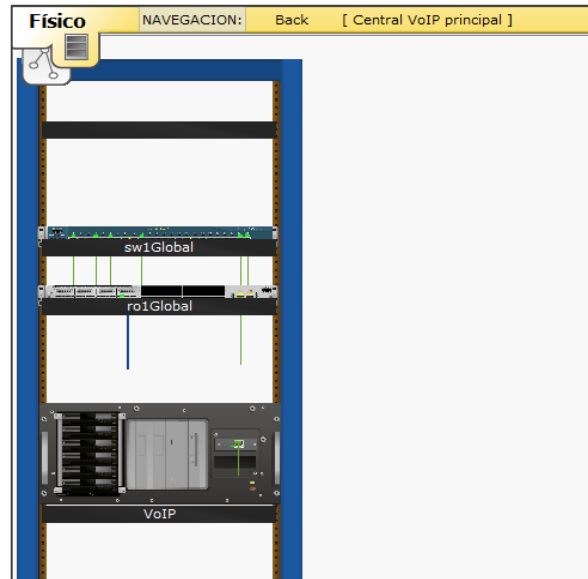 Físico NAVEGACION: Back [ Central VoIP principal ]
sw1Global
ro1Global
VoIP